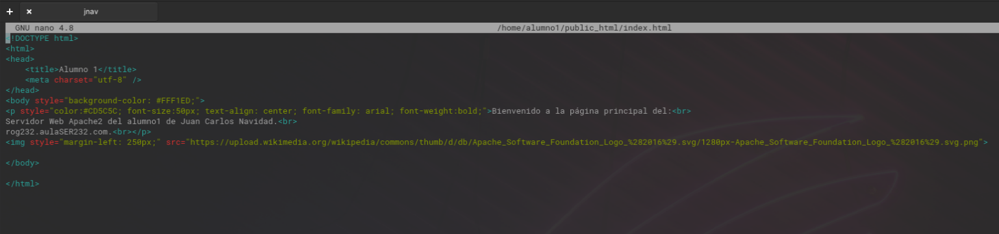 + × jnav
GNU nano 4.8 /home/alumno1/public_html/index.html
<!DOCTYPE html>
<html>
<head>
    <title>Alumno 1</title>
    <meta charset="utf-8" />
</head>
<body style="background-color: #FFF1ED;">
<p style="color:#CD5C5C; font-size:50px; text-align: center; font-family: arial; font-weight:bold;">Bienvenido a la página principal del:<br>
Servidor Web Apache2 del alumno1 de Juan Carlos Navidad.<br>
rog232.aulaSER232.com.<br></p>
<img style="margin-left: 250px;" src="https://upload.wikimedia.org/wikipedia/commons/thumb/d/db/Apache_Software_Foundation_Logo_%282016%29.svg/1280px-Apache_Software_Foundation_Logo_%282016%29.svg.png">
</body>
</html>